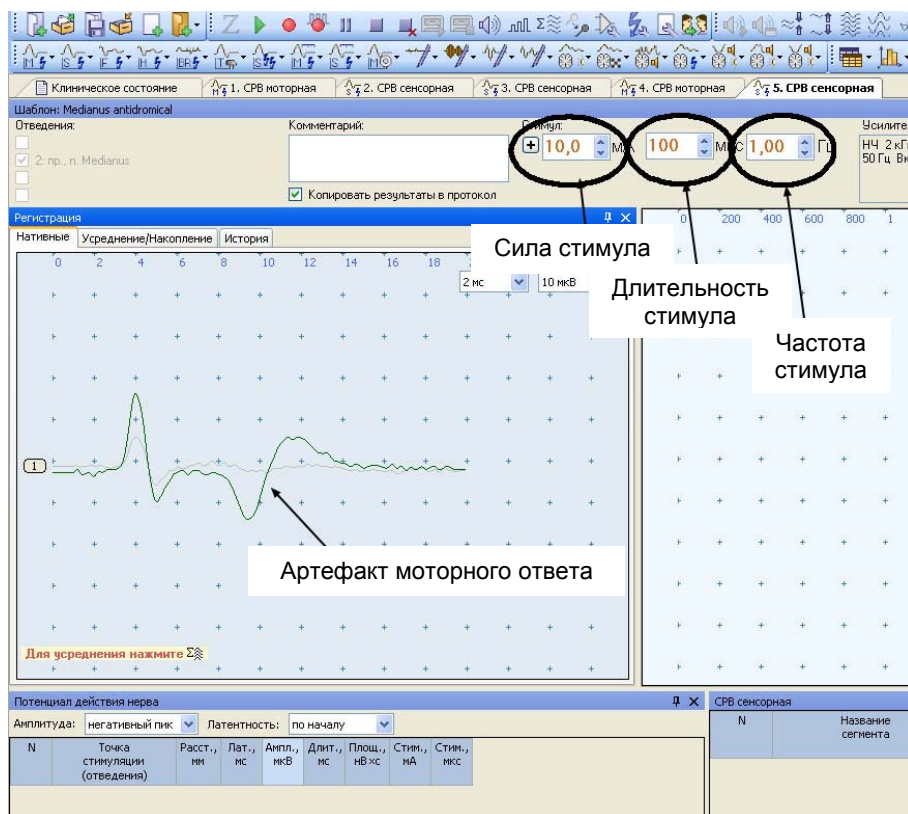 Клиническое состояние
1. СРВ моторная
2. СРВ сенсорная
3. СРВ сенсорная
4. СРВ моторная
5. СРВ сенсорная
Шаблон: Medianus antidromical
Отведения:
Комментарий:
Стимул:
2: пр., n. Medianus
10,0
100
1,00
Гц
НЧ 2 кГ
50 Гц Вк
Копировать результаты в протокол
Регистрация
Нативные Усреднение/Накопление История
0 2 4 6 8 10 12 14 16 18
0 200 400 600 800 1
2 мс
10 мкВ
Сила стимула
Длительность
стимула
Частота
стимула
1
Артефакт моторного ответа
Для усреднения нажмите Σ
Потенциал действия нерва
Амплитуда: негативный пик Латентность: по началу
N Точка стимуляции (отведения) Расст., мм Лат., мс Ампл., мкВ Длит., мс Площ., нВ×с Стим., мА Стим., мкс
СРВ сенсорная
N Название сегмента